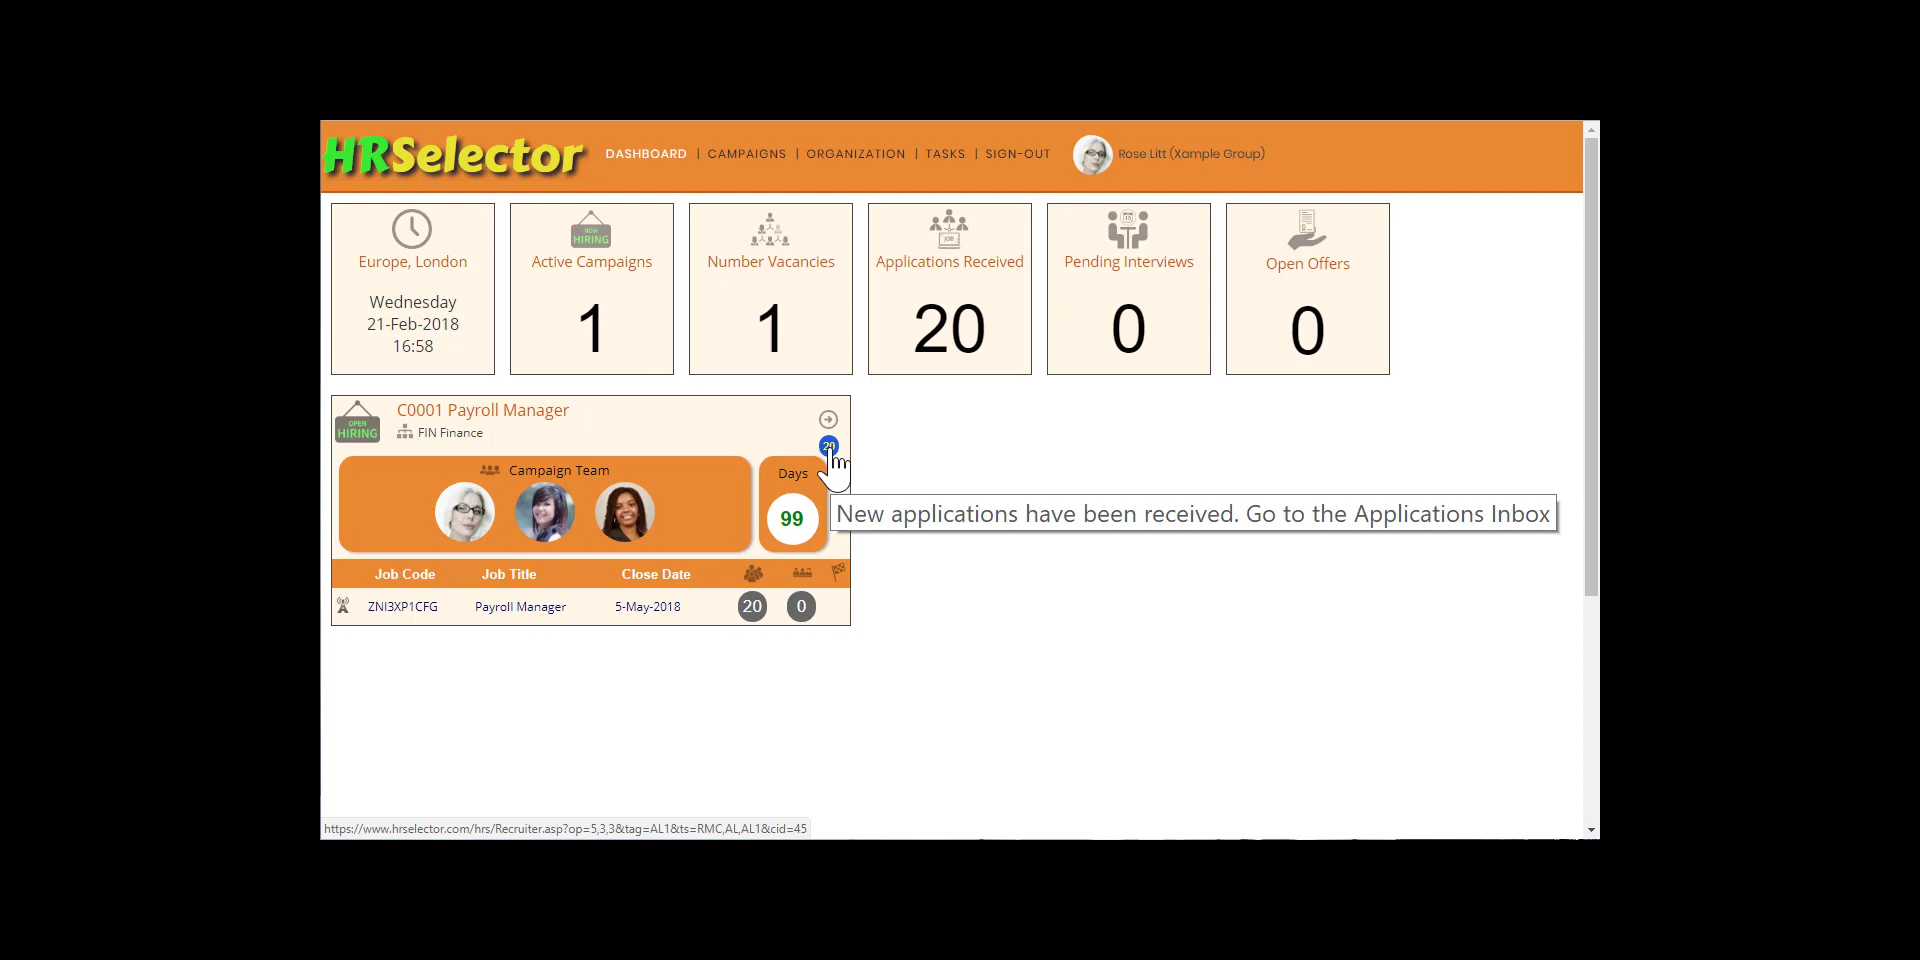 HRSelector
DASHBOARD | CAMPAIGNS | ORGANIZATION | TASKS | SIGN-OUT
Rose Litt (Xample Group)
Europe, London
Wednesday
21-Feb-2018
16:58
NOW
HIRING
Active Campaigns
1
Number Vacancies
1
JOB
Applications Received
20
15
Pending Interviews
0
Open Offers
0
OPEN
HIRING
C0001 Payroll Manager
FIN Finance
20
Campaign Team
Days
99
New applications have been received. Go to the Applications Inbox
Job Code Job Title Close Date
ZNI3XP1CFG Payroll Manager 5-May-2018 20 0
https://www.hrselector.com/hrs/Recruiter.asp?op=5,3,3&tag=AL1&ts=RMC,AL,AL1&cid=45